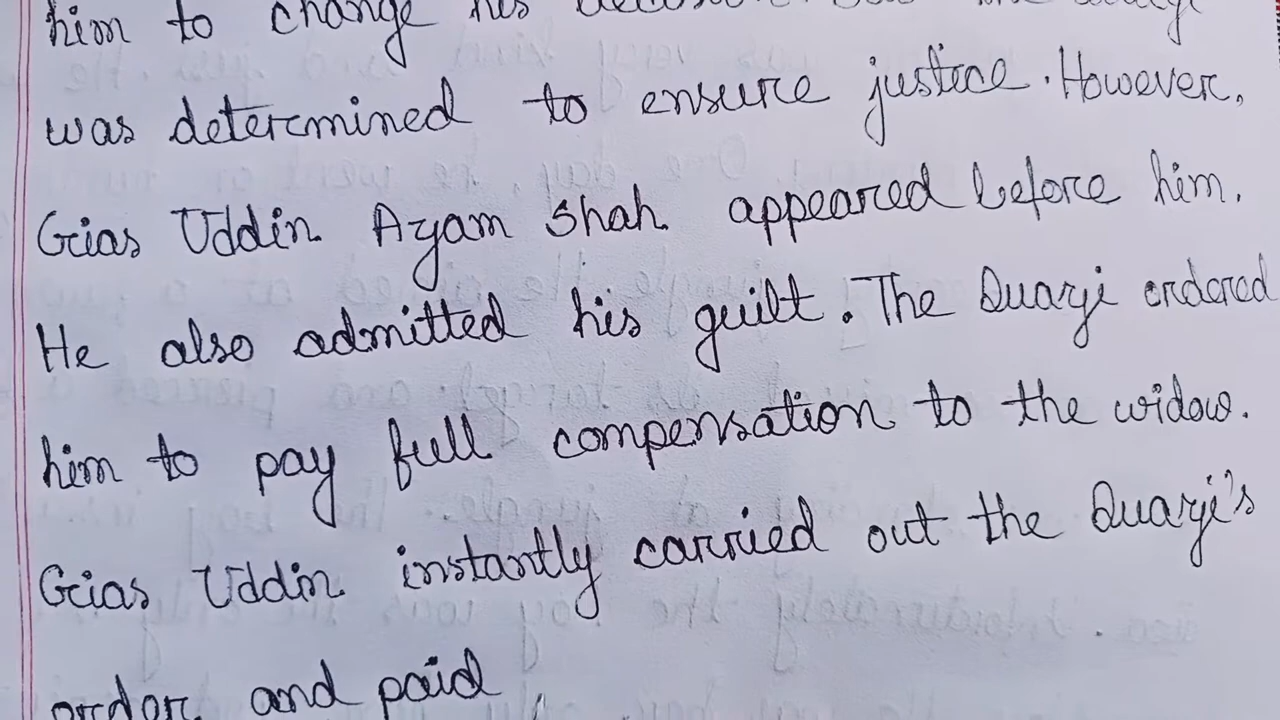 him to change his
was determined to ensure justice. However,
Gias Uddin Azam Shah appeared before him.
He also admitted his guilt. The Quazi ordered
him to pay full compensation to the widow.
Gias Uddin instantly carried out the Quazi's
order and paid